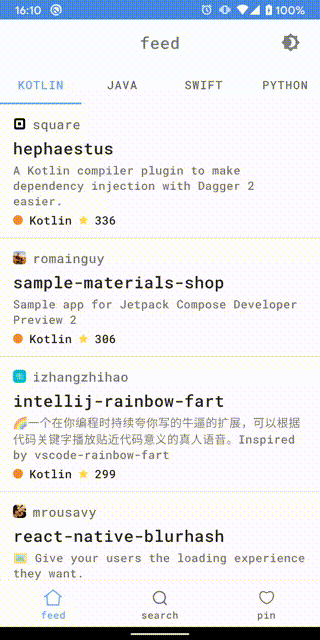 16:10 100%
feed
KOTLIN JAVA SWIFT PYTHON
square
hephaestus
A Kotlin compiler plugin to make
dependency injection with Dagger 2
easier.
Kotlin ⭐ 336
romainguy
sample-materials-shop
Sample app for Jetpack Compose Developer
Preview 2
Kotlin ⭐ 306
izhangzhihao
intellij-rainbow-fart
🌈一个在你编程时持续夸你写的牛逼的扩展，可以根据
代码关键字播放贴近代码意义的真人语音。Inspired
by vscode-rainbow-fart
Kotlin ⭐ 299
mrousavy
react-native-blurhash
Give your users the loading experience
they want.
feed search pin